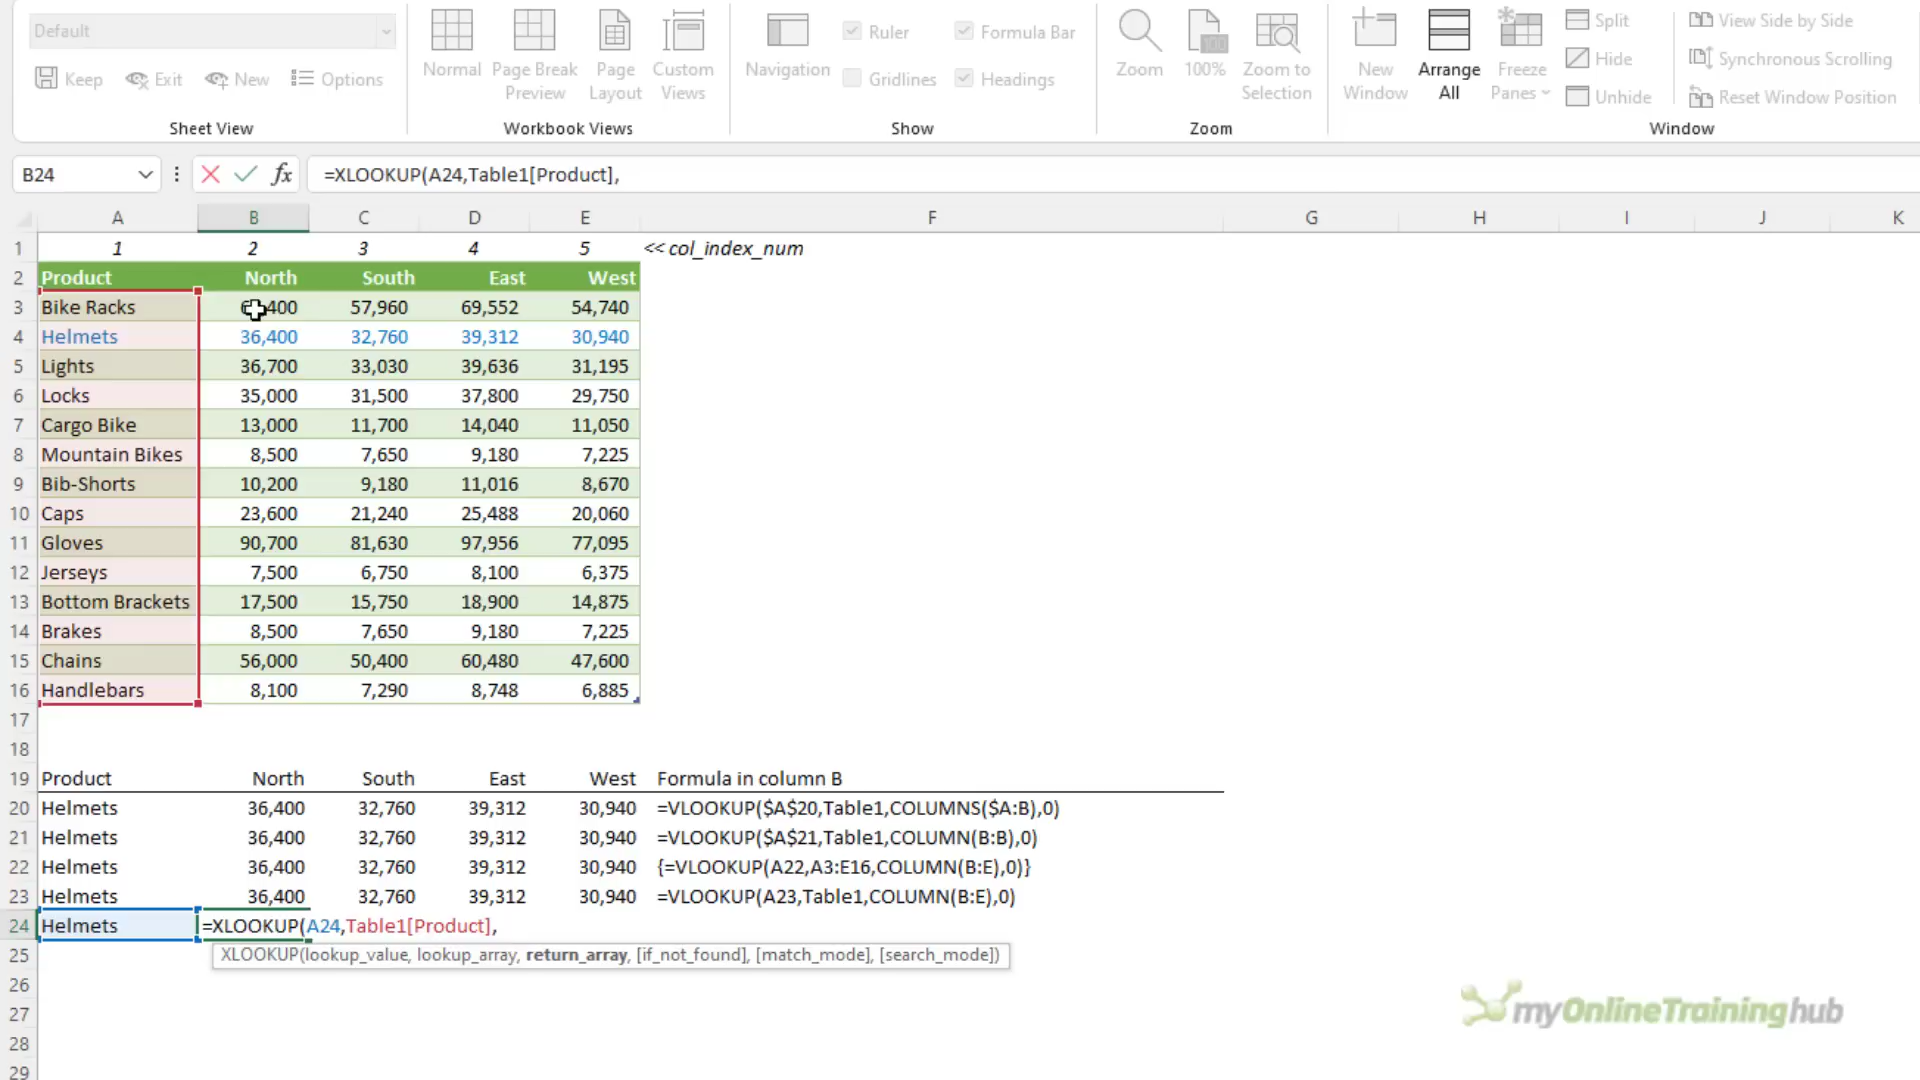 Default
Keep Exit New Options
Sheet View
Normal Page Break Preview Page Layout Custom Views
Workbook Views
Navigation Ruler Formula Bar
Gridlines Headings
Show
Zoom 100% Zoom to Selection
100
Zoom
New Window Arrange All Freeze Panes Split View Side by Side
Hide Synchronous Scrolling
Unhide Reset Window Position
Window
B24 fx =XLOOKUP(A24,Table1[Product],
A B C D E F G H I J K
1 1 2 3 4 5 << col_index_num
2 Product North South East West
3 Bike Racks 400 57,960 69,552 54,740
4 Helmets 36,400 32,760 39,312 30,940
5 Lights 36,700 33,030 39,636 31,195
6 Locks 35,000 31,500 37,800 29,750
7 Cargo Bike 13,000 11,700 14,040 11,050
8 Mountain Bikes 8,500 7,650 9,180 7,225
9 Bib-Shorts 10,200 9,180 11,016 8,670
10 Caps 23,600 21,240 25,488 20,060
11 Gloves 90,700 81,630 97,956 77,095
12 Jerseys 7,500 6,750 8,100 6,375
13 Bottom Brackets 17,500 15,750 18,900 14,875
14 Brakes 8,500 7,650 9,180 7,225
15 Chains 56,000 50,400 60,480 47,600
16 Handlebars 8,100 7,290 8,748 6,885
17
18
19 Product North South East West Formula in column B
20 Helmets 36,400 32,760 39,312 30,940 =VLOOKUP($A$20,Table1,COLUMNS($A:B),0)
21 Helmets 36,400 32,760 39,312 30,940 =VLOOKUP($A$21,Table1,COLUMN(B:B),0)
22 Helmets 36,400 32,760 39,312 30,940 {=VLOOKUP(A22,A3:E16,COLUMN(B:E),0)}
23 Helmets 36,400 32,760 39,312 30,940 =VLOOKUP(A23,Table1,COLUMN(B:E),0)
24 Helmets =XLOOKUP(A24,Table1[Product],
25 XLOOKUP(lookup_value, lookup_array, return_array, [if_not_found], [match_mode], [search_mode])
26
27 myOnlineTraininghub
28
29